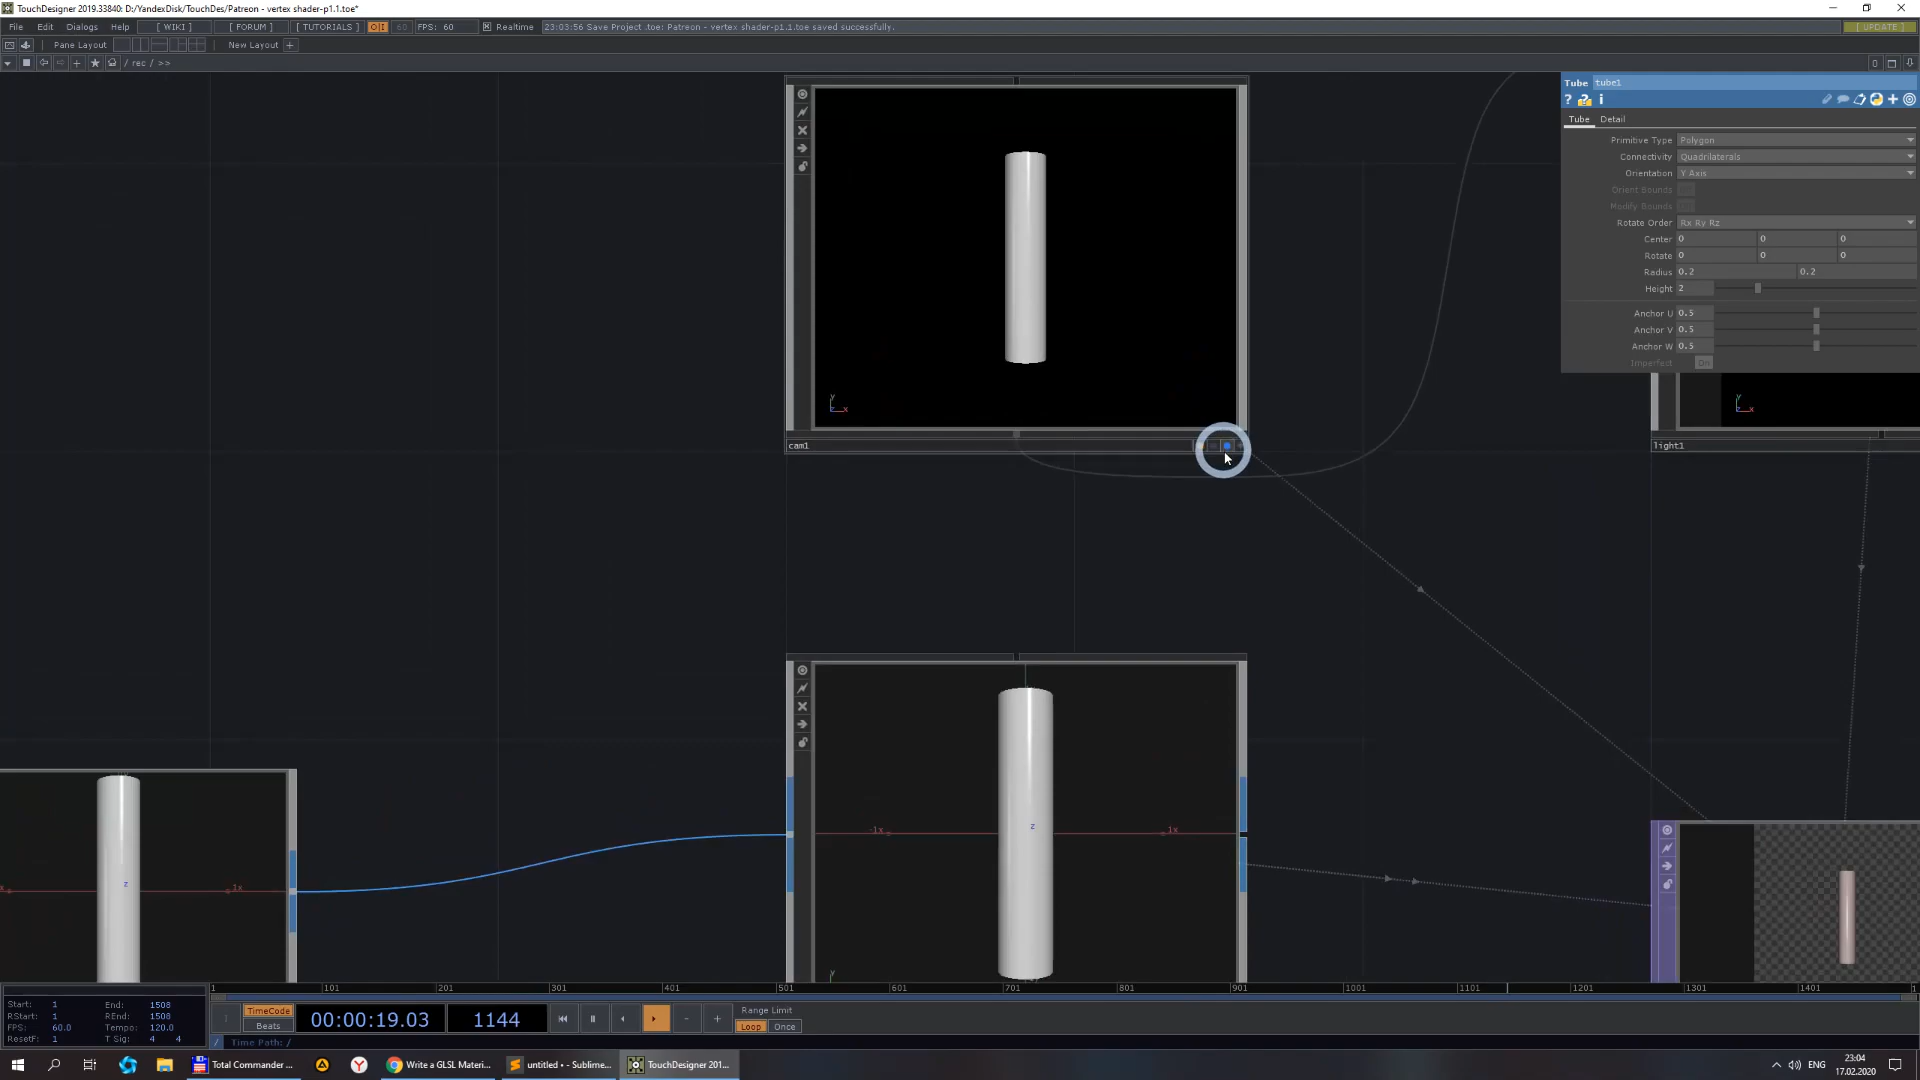 TouchDesigner 2019.33840: D:/YandexDisk/TouchDes/Patreon - vertex shader-p1.1.toe*
File Edit Dialogs Help [ WIKI ] [ FORUM ] [ TUTORIALS ] O|I 60 FPS: 60 Realtime 23:03:56 Save Project .toe: Patreon - vertex shader-p1.1.toe saved successfully. [ UPDATE ]
Pane Layout New Layout +
/ rec / >>
Tube tube1
Tube Detail
Primitive Type Polygon
Connectivity Quadrilaterals
Orientation Y Axis
Orient Bounds
Modify Bounds
Rotate Order Rx Ry Rz
Center 0 0 0
Rotate 0 0 0
Radius 0.2 0.2
Height 2
Anchor U 0.5
Anchor V 0.5
Anchor W 0.5
Imperfect On
y x
y x
cam1
light1
-1x 1x
z
x 1x
z
y
1 101 201 301 401 501 601 701 801 901 1001 1101 1201 1301 1401 1
Start: 1 End: 1508
RStart: 1 REnd: 1508
FPS: 60.0 Tempo: 120.0
ResetF: 1 T Sig: 4 4
TimeCode
Beats
00:00:19.03
1144
- +
Range Limit
Loop Once
/ Time Path: /
Total Commander ...
Write a GLSL Materi...
untitled • - Sublime...
TouchDesigner 201...
ENG
23:04
17.02.2020